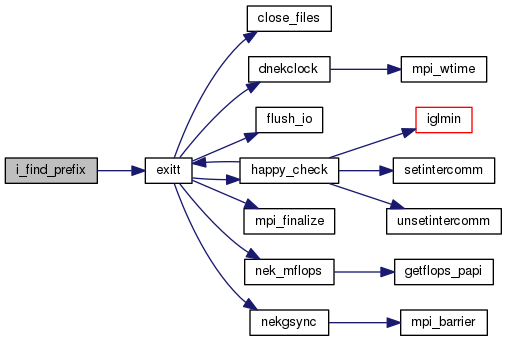 close_files
dnekclock
mpi_wtime
flush_io
iglmin
i_find_prefix
exitt
happy_check
setintercomm
mpi_finalize
unsetintercomm
nek_mflops
getflops_papi
nekgsync
mpi_barrier